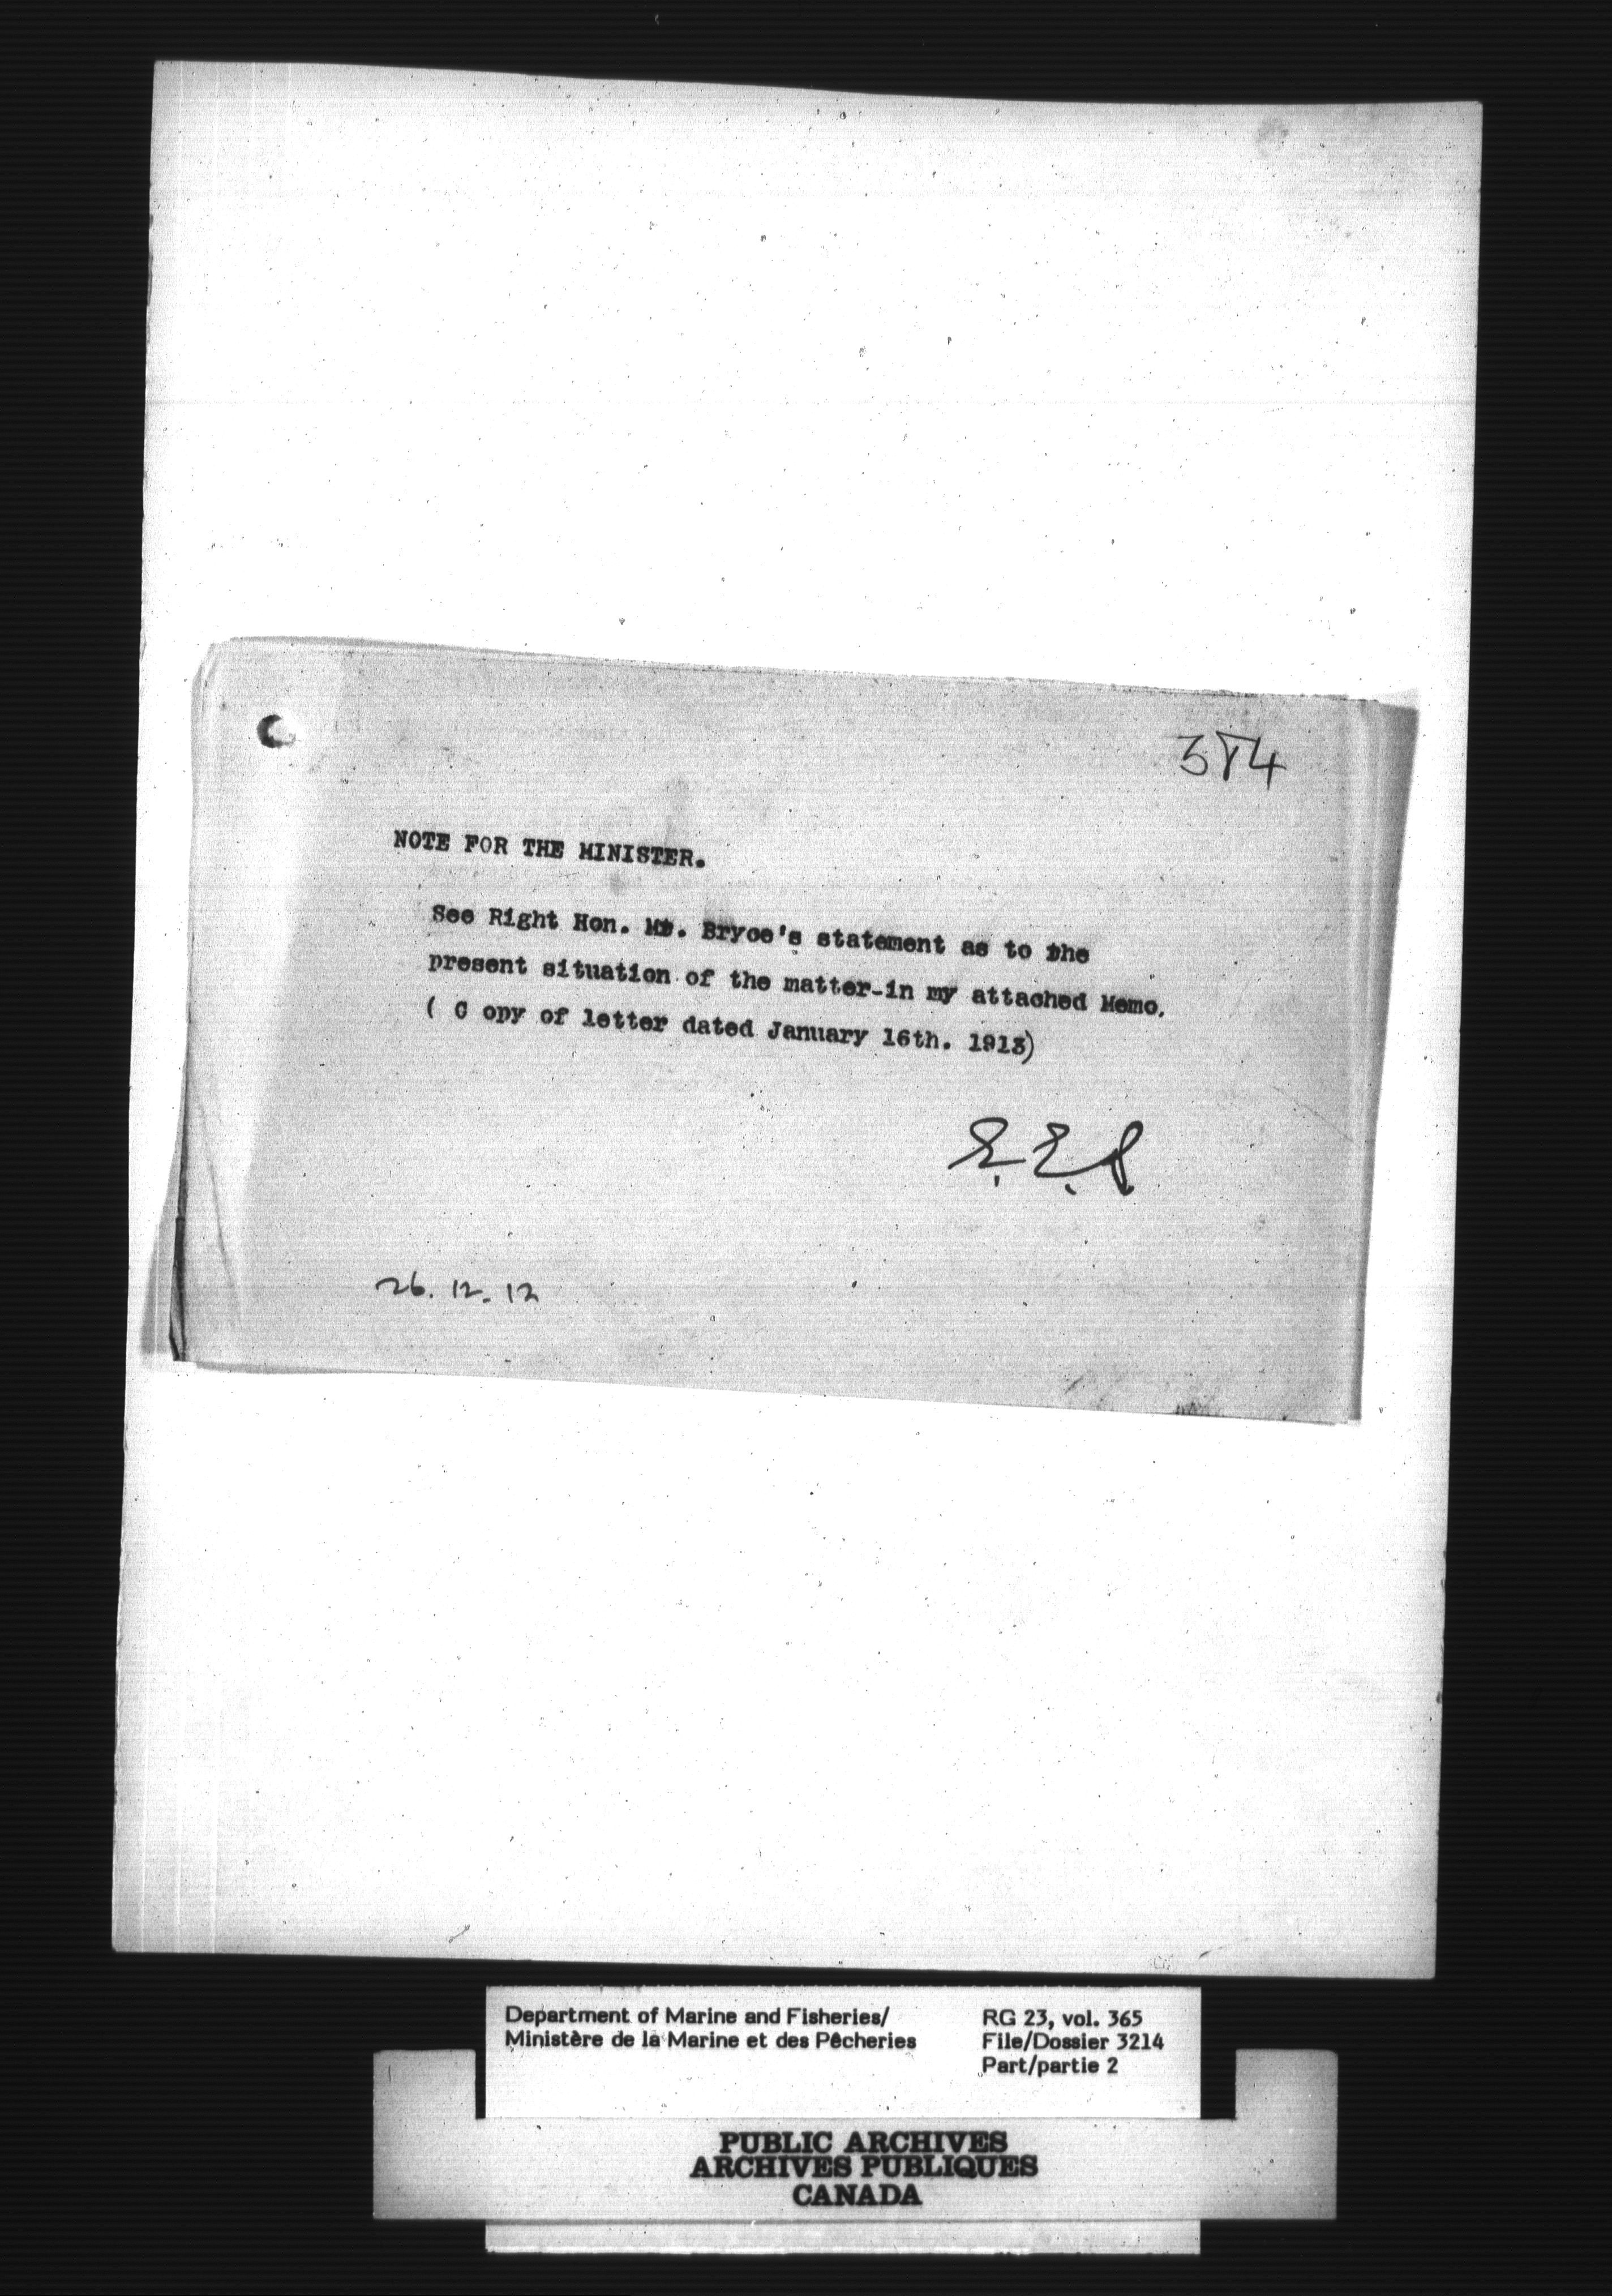 384
NOTE FOR THE MINISTER.
See Right Hon. Mr. Bryce's statement as to the
present situation of the matter-in my attached Memo.
( C opy of letter dated January 16th. 1913)
E.E.P.
26.12.12
Department of Marine and Fisheries/
Ministère de la Marine et des Pêcheries
RG 23, vol. 365
File/Dossier 3214
Part/partie 2
PUBLIC ARCHIVES
ARCHIVES PUBLIQUES
CANADA